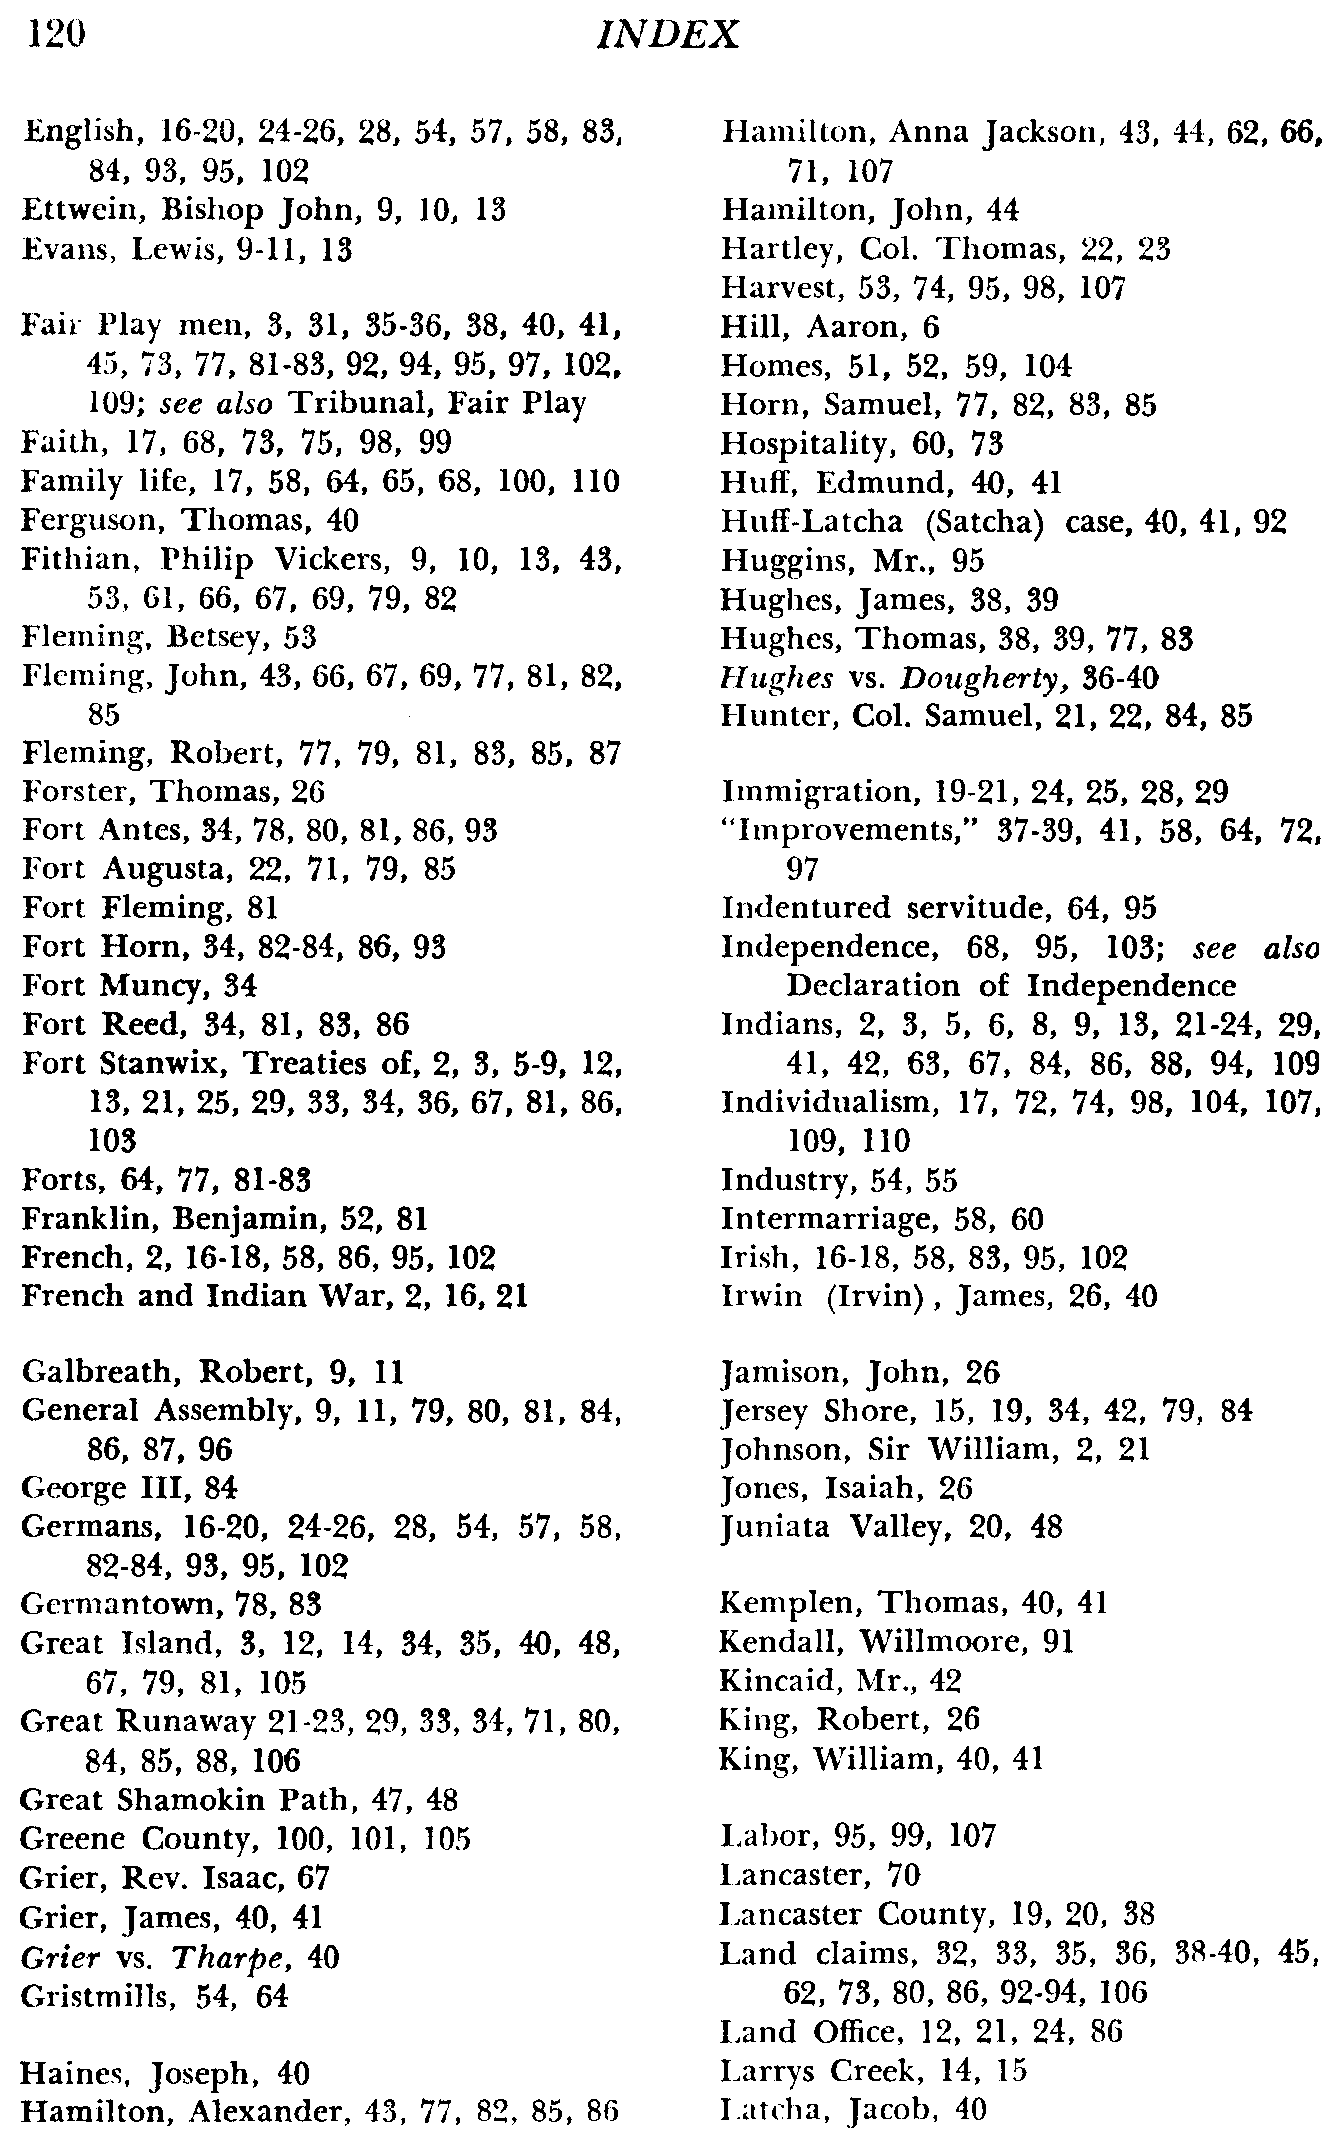 120
INDEX
English, 16-20, 24-26, 28, 54, 57, 58, 83,
84, 93, 95, 102
Ettwein, Bishop John, 9, 10, 13
Evans, Lewis, 9-11, 13
Fair Play men, 3, 31, 35-36, 38, 40, 41,
45, 73, 77, 81-83, 92, 94, 95, 97, 102,
109; see also Tribunal, Fair Play
Faith, 17, 68, 73, 75, 98, 99
Family life, 17, 58, 64, 65, 68, 100, 110
Ferguson, Thomas, 40
Fithian, Philip Vickers, 9, 10, 13, 43,
53, 61, 66, 67, 69, 79, 82
Fleming, Betsey, 53
Fleming, John, 43, 66, 67, 69, 77, 81, 82,
85
Fleming, Robert, 77, 79, 81, 83, 85, 87
Forster, Thomas, 26
Fort Antes, 34, 78, 80, 81, 86, 93
Fort Augusta, 22, 71, 79, 85
Fort Fleming, 81
Fort Horn, 34, 82-84, 86, 93
Fort Muncy, 34
Fort Reed, 34, 81, 83, 86
Fort Stanwix, Treaties of, 2, 3, 5-9, 12,
13, 21, 25, 29, 33, 34, 36, 67, 81, 86,
103
Forts, 64, 77, 81-83
Franklin, Benjamin, 52, 81
French, 2, 16-18, 58, 86, 95, 102
French and Indian War, 2, 16, 21
Galbreath, Robert, 9, 11
General Assembly, 9, 11, 79, 80, 81, 84,
86, 87, 96
George III, 84
Germans, 16-20, 24-26, 28, 54, 57, 58,
82-84, 93, 95, 102
Germantown, 78, 83
Great Island, 3, 12, 14, 34, 35, 40, 48,
67, 79, 81, 105
Great Runaway 21-23, 29, 33, 34, 71, 80,
84, 85, 88, 106
Great Shamokin Path, 47, 48
Greene County, 100, 101, 105
Grier, Rev. Isaac, 67
Grier, James, 40, 41
Grier vs. Tharpe, 40
Gristmills, 54, 64
Haines, Joseph, 40
Hamilton, Alexander, 43, 77, 82, 85, 86
Hamilton, Anna Jackson, 43, 44, 62, 66,
71, 107
Hamilton, John, 44
Hartley, Col. Thomas, 22, 23
Harvest, 53, 74, 95, 98, 107
Hill, Aaron, 6
Homes, 51, 52, 59, 104
Horn, Samuel, 77, 82, 83, 85
Hospitality, 60, 73
Huff, Edmund, 40, 41
Huff-Latcha (Satcha) case, 40, 41, 92
Huggins, Mr., 95
Hughes, James, 38, 39
Hughes, Thomas, 38, 39, 77, 83
Hughes vs. Dougherty, 36-40
Hunter, Col. Samuel, 21, 22, 84, 85
Immigration, 19-21, 24, 25, 28, 29
"Improvements," 37-39, 41, 58, 64, 72,
97
Indentured servitude, 64, 95
Independence, 68, 95, 103; see also
Declaration of Independence
Indians, 2, 3, 5, 6, 8, 9, 13, 21-24, 29,
41, 42, 63, 67, 84, 86, 88, 94, 109
Individualism, 17, 72, 74, 98, 104, 107,
109, 110
Industry, 54, 55
Intermarriage, 58, 60
Irish, 16-18, 58, 83, 95, 102
Irwin (Irvin), James, 26, 40
Jamison, John, 26
Jersey Shore, 15, 19, 34, 42, 79, 84
Johnson, Sir William, 2, 21
Jones, Isaiah, 26
Juniata Valley, 20, 48
Kemplen, Thomas, 40, 41
Kendall, Willmoore, 91
Kincaid, Mr., 42
King, Robert, 26
King, William, 40, 41
Labor, 95, 99, 107
Lancaster, 70
Lancaster County, 19, 20, 38
Land claims, 32, 33, 35, 36, 38-40, 45,
62, 73, 80, 86, 92-94, 106
Land Office, 12, 21, 24, 86
Larrys Creek, 14, 15
Latcha, Jacob, 40